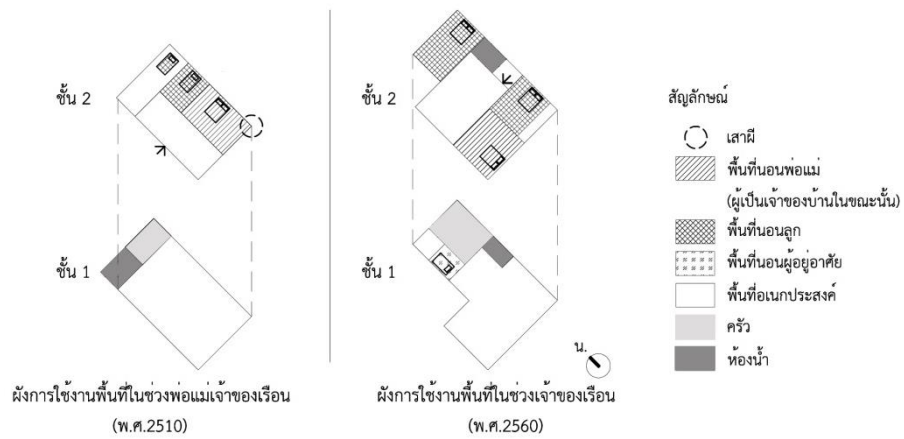 ชั้น 2
ชั้น 1
ผังการใช้งานพื้นที่ในช่วงพ่อแม่เจ้าของเรือน
(พ.ศ.2510)
ชั้น 2
ชั้น 1
น.
ผังการใช้งานพื้นที่ในช่วงเจ้าของเรือน
(พ.ศ.2560)
สัญลักษณ์
เสาผี
พื้นที่นอนพ่อแม่
(ผู้เป็นเจ้าของบ้านในขณะนั้น)
พื้นที่นอนลูก
พื้นที่นอนผู้อยู่อาศัย
พื้นที่อเนกประสงค์
ครัว
ห้องน้ำ